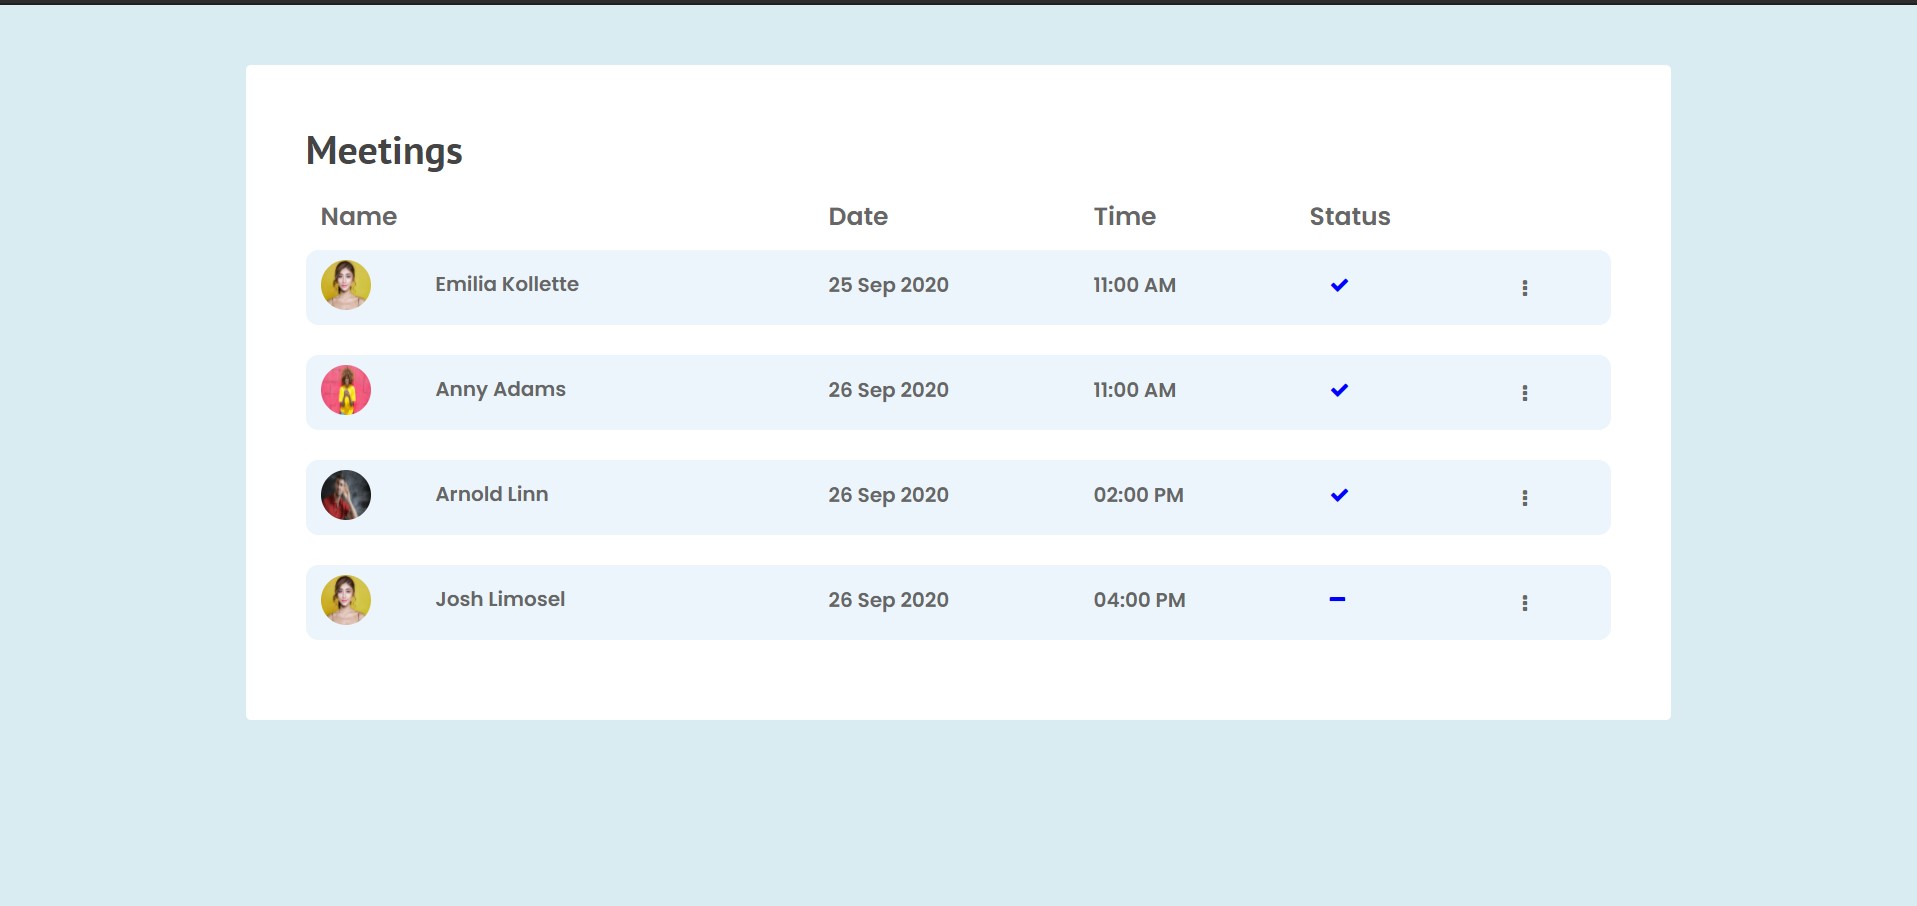 Meetings
Name Date Time Status
Emilia Kollette 25 Sep 2020 11:00 AM
Anny Adams 26 Sep 2020 11:00 AM
Arnold Linn 26 Sep 2020 02:00 PM
Josh Limosel 26 Sep 2020 04:00 PM